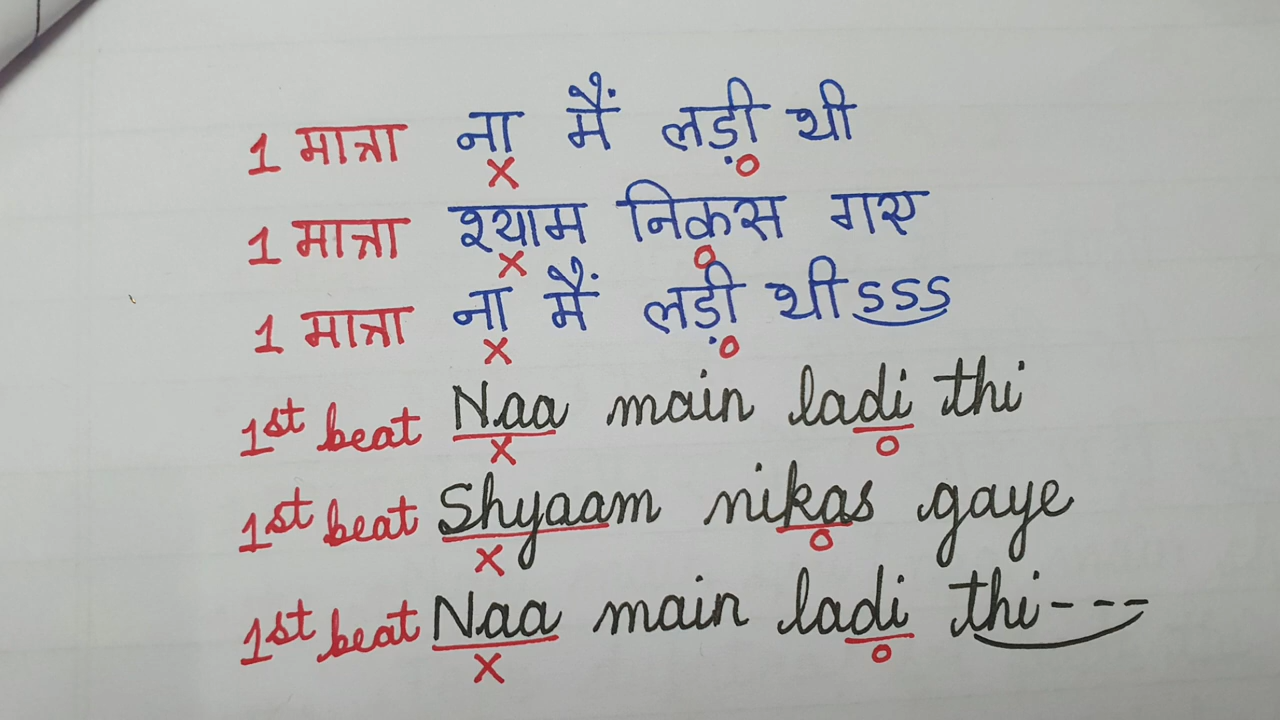 1 मात्रा ना मैं लड़ी थी
x o
1 मात्रा श्याम निकस गए
x o
1 मात्रा ना मैं लड़ी थी sss
x o
1st beat Naa main ladi thi
x o
1st beat Shyaam nikas gaye
x o
1st beat Naa main ladi thi---
x o